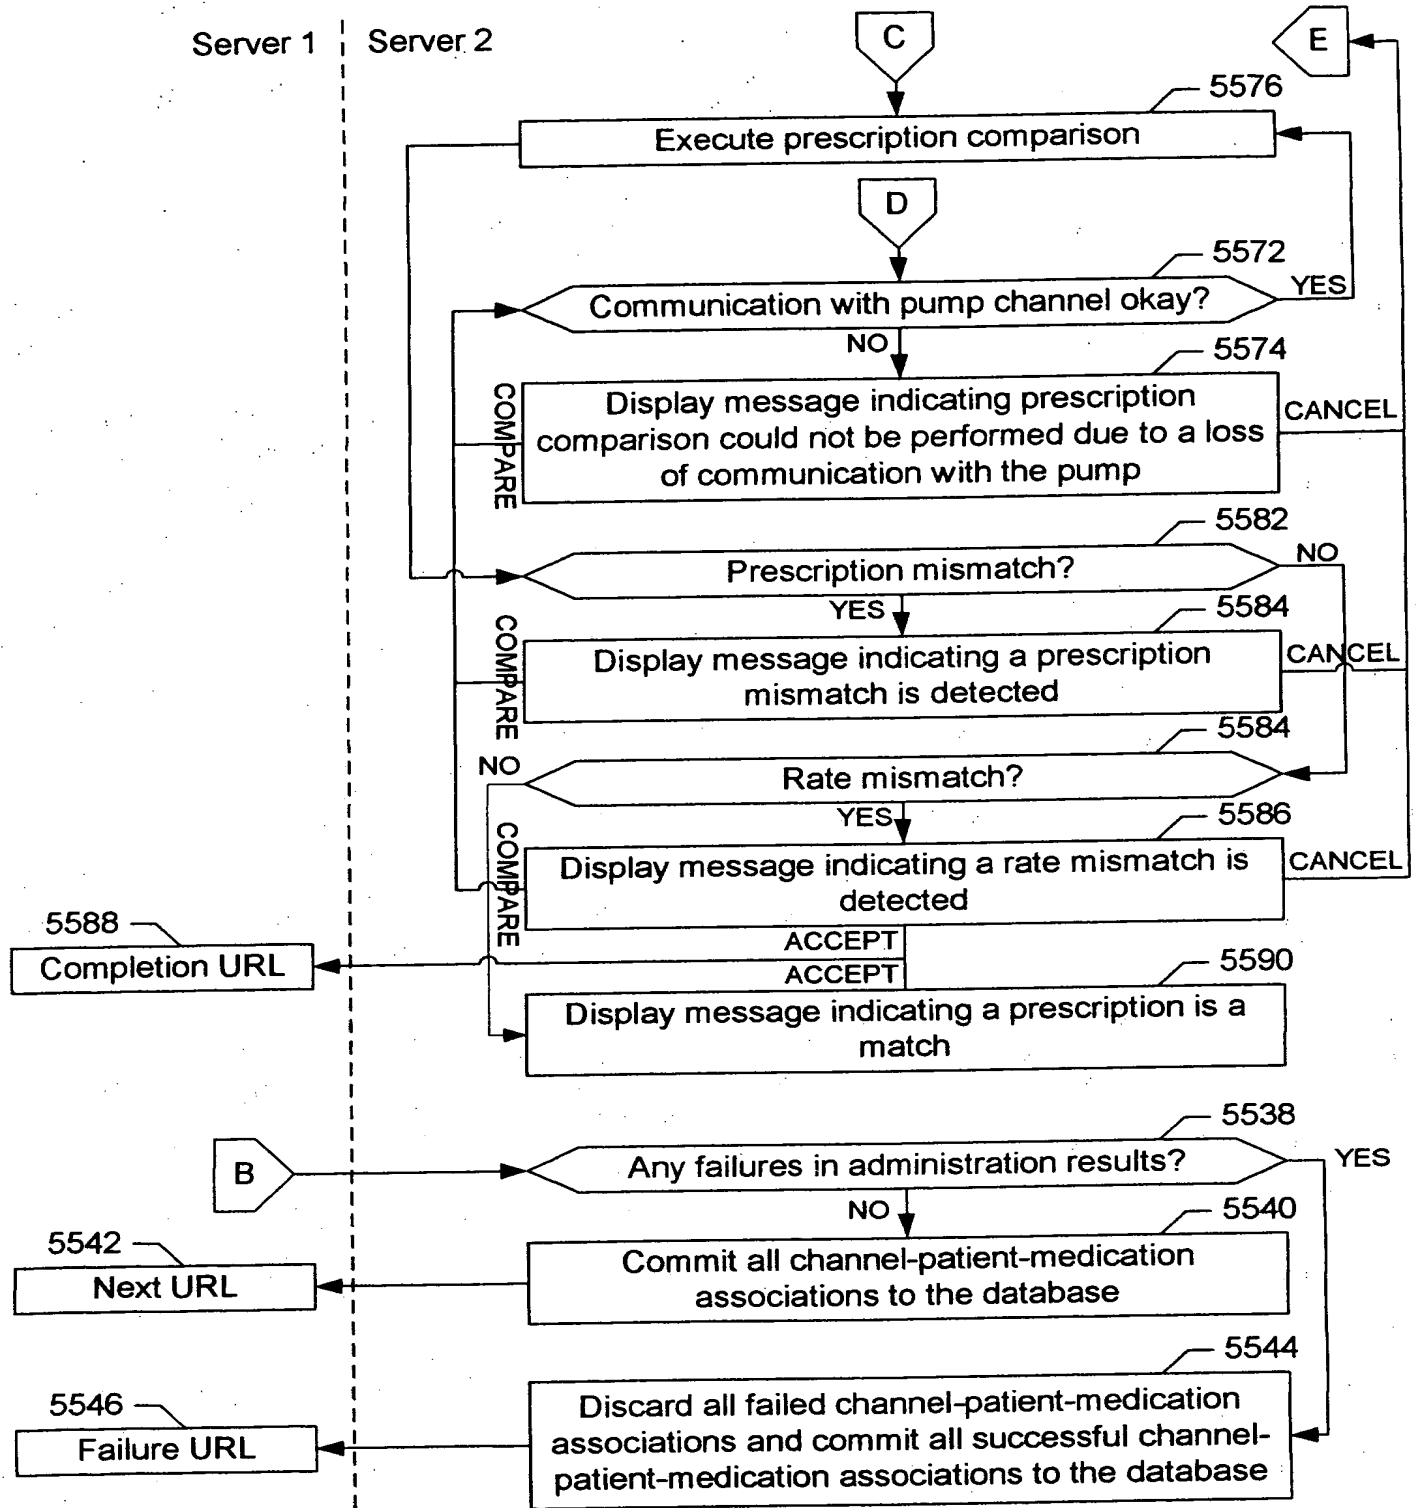 Server 1
Server 2
C
E
5576
Execute prescription comparison
D
5572
Communication with pump channel okay?
YES
NO
5574
COMPARE
Display message indicating prescription
comparison could not be performed due to a loss
of communication with the pump
CANCEL
5582
Prescription mismatch?
NO
YES
5584
COMPARE
Display message indicating a prescription
mismatch is detected
CANCEL
5584
NO
Rate mismatch?
YES
5586
COMPARE
Display message indicating a rate mismatch is
detected
CANCEL
5588
Completion URL
ACCEPT
ACCEPT
5590
Display message indicating a prescription is a
match
5538
B
Any failures in administration results?
YES
NO
5540
5542
Next URL
Commit all channel-patient-medication
associations to the database
5544
5546
Failure URL
Discard all failed channel-patient-medication
associations and commit all successful channel-
patient-medication associations to the database